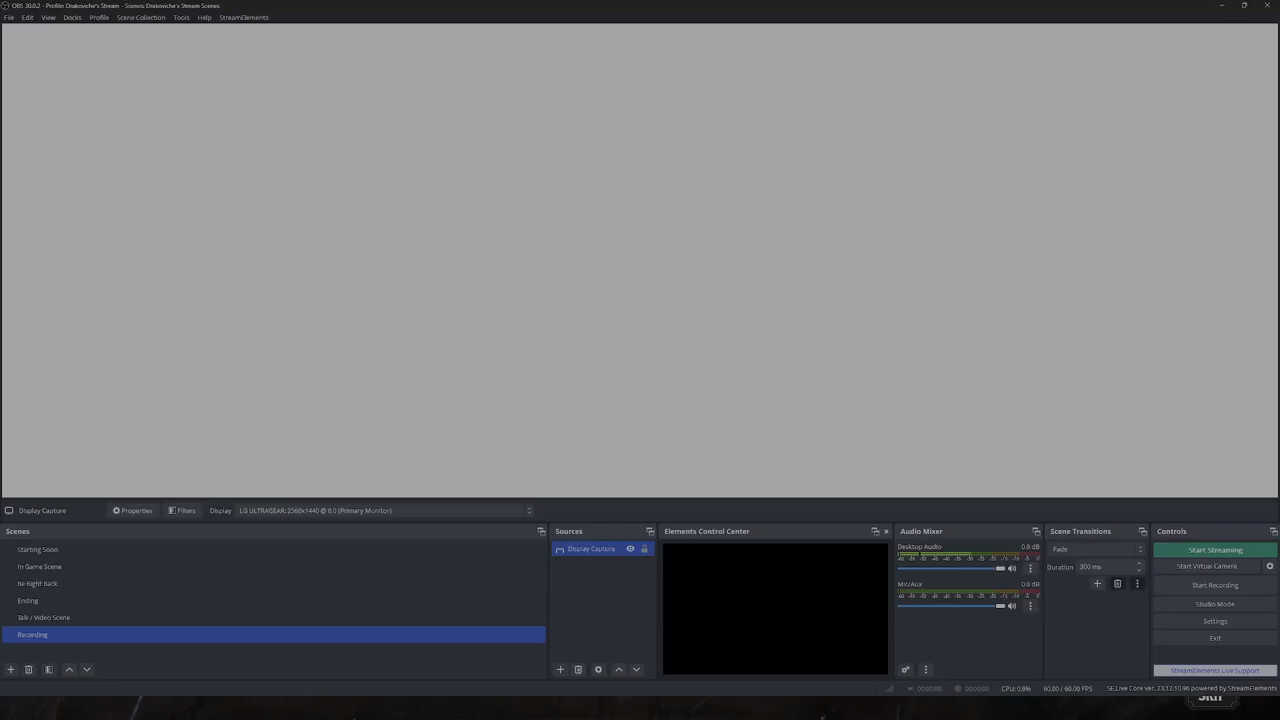 OBS 30.0.2 - Profile: Drakoviche's Stream - Scenes: Drakoviche's Stream Scenes
File Edit View Docks Profile Scene Collection Tools Help StreamElements
Display Capture Properties Filters Display LG ULTRAGEAR: 2560x1440 @ 0,0 (Primary Monitor)
Scenes
Starting Soon
In Game Scene
Be Right Back
Ending
Talk / Video Scene
Recording
Sources
Display Capture
Elements Control Center
Audio Mixer
Desktop Audio 0.0 dB
Mic/Aux 0.0 dB
Scene Transitions
Fade
Duration 300 ms
Controls
Start Streaming
Start Virtual Camera
Start Recording
Studio Mode
Settings
Exit
StreamElements Live Support
00:00:00 00:00:00 CPU: 0.9% 60.00 / 60.00 FPS SE.Live Core ver. 23.12.10.96 powered by StreamElements